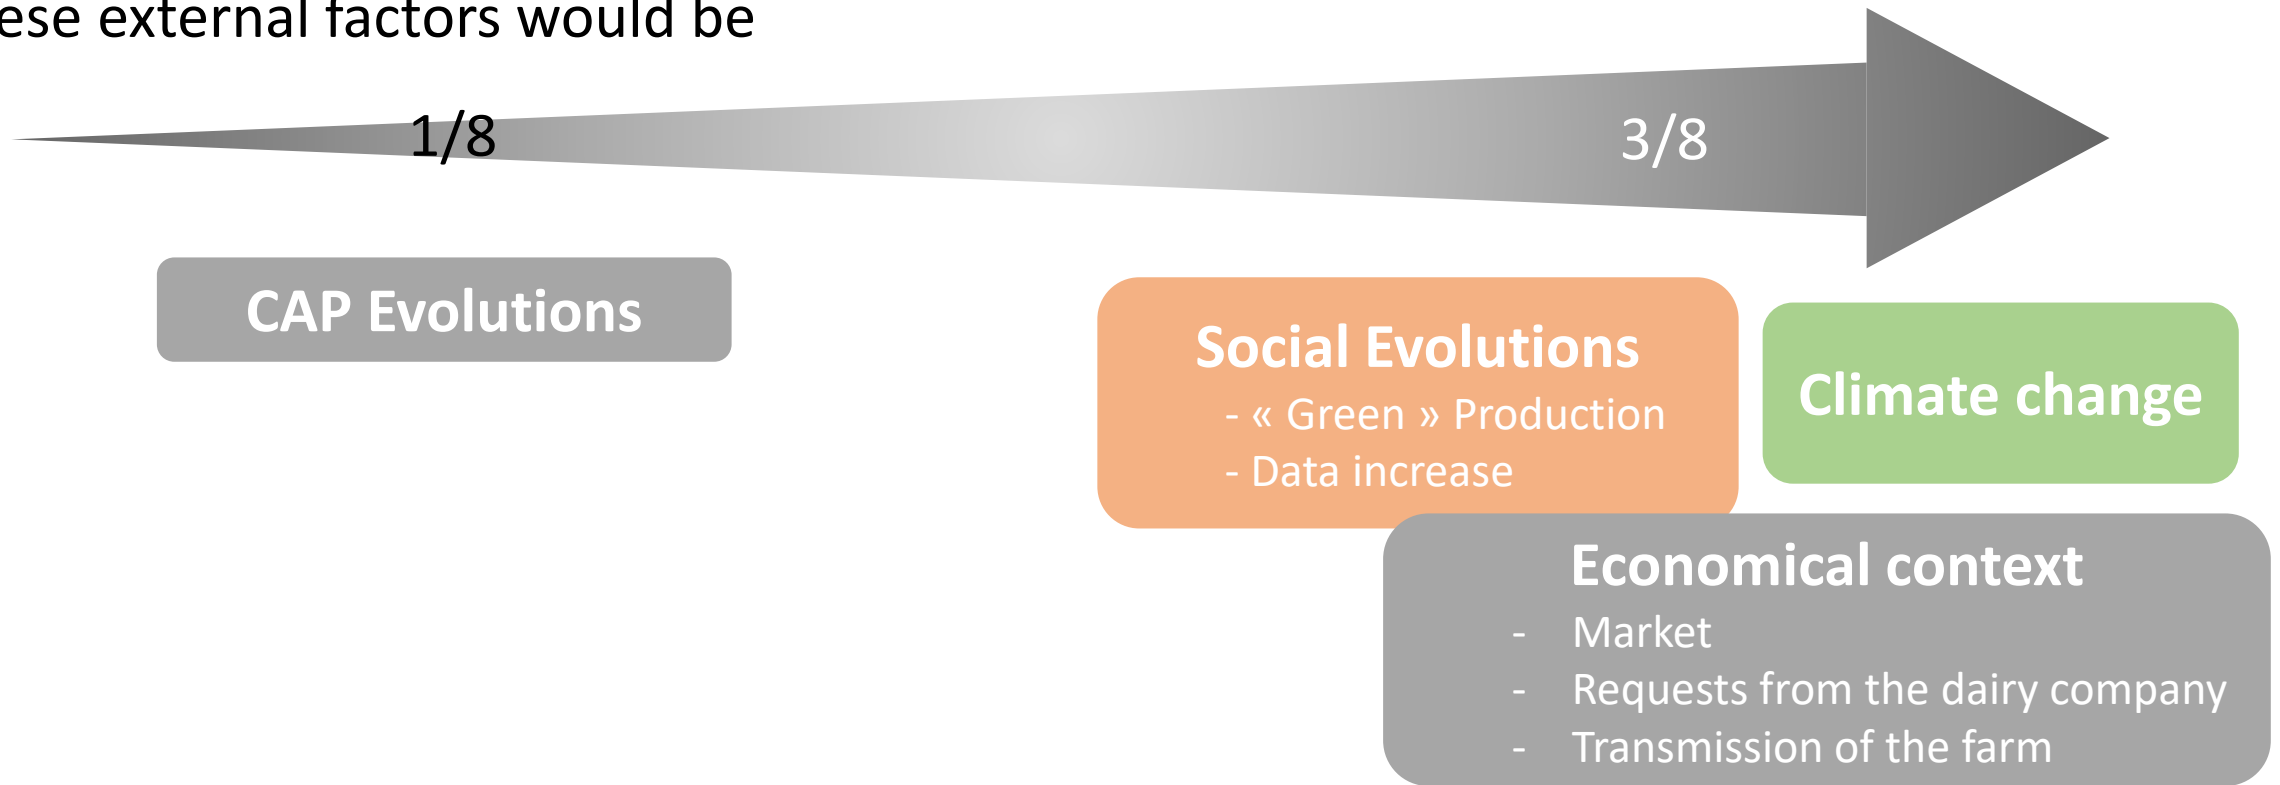 ese external factors would be
1/8
3/8
CAP Evolutions
Social Evolutions
- « Green » Production
- Data increase
Climate change
Economical context
- Market
- Requests from the dairy company
- Transmission of the farm